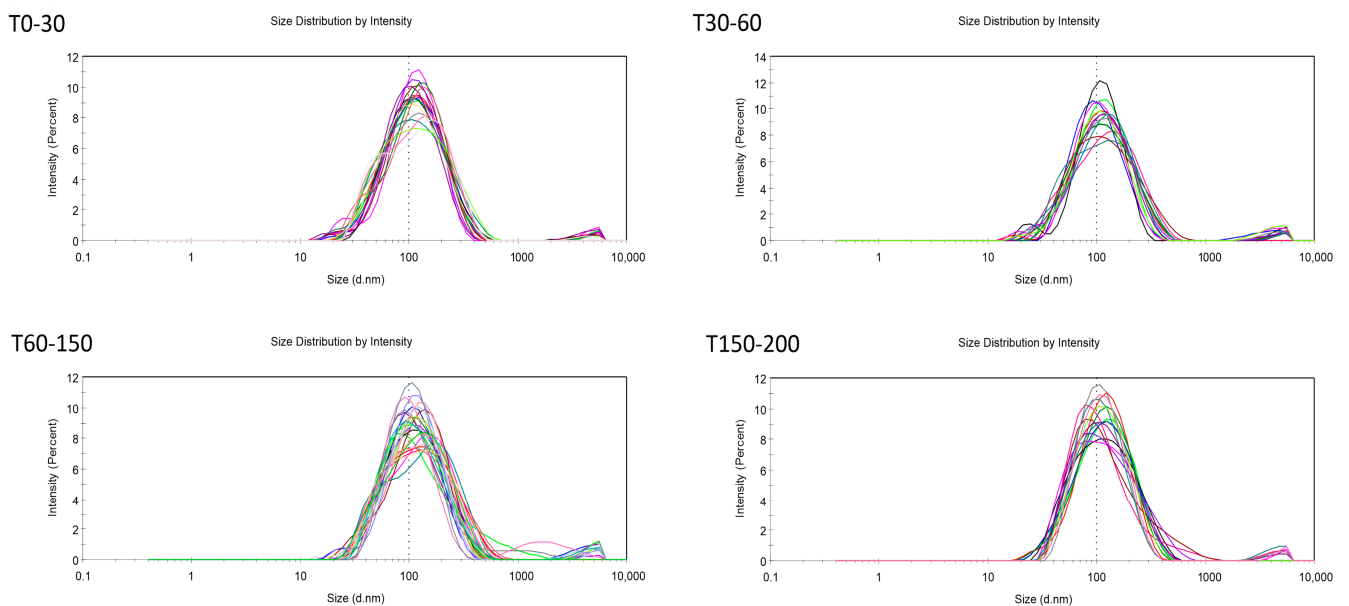 T0-30
Size Distribution by Intensity
12
10
8
6
4
2
0
0.1 1 10 100 1000 10,000
Intensity (Percent)
Size (d.nm)
T30-60
Size Distribution by Intensity
14
12
10
8
6
4
2
0
0.1 1 10 100 1000 10,000
Intensity (Percent)
Size (d.nm)
T60-150
Size Distribution by Intensity
12
10
8
6
4
2
0
0.1 1 10 100 1000 10,000
Intensity (Percent)
Size (d.nm)
T150-200
Size Distribution by Intensity
12
10
8
6
4
2
0
0.1 1 10 100 1000 10,000
Intensity (Percent)
Size (d.nm)